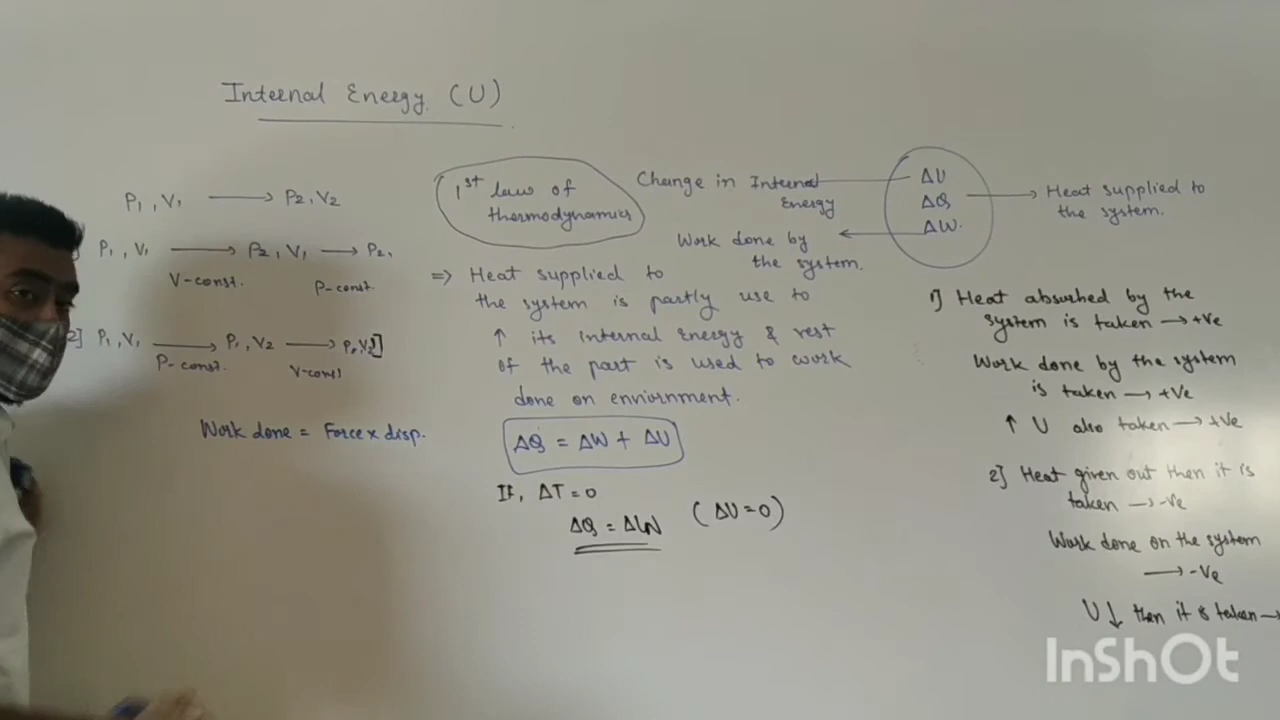 Internal Energy (U)
P1, V1 → P2, V2
P1, V1 → P2, V1 → P2,
V-const. P-const.
2] P1, V1 → P1, V2 → P2, V2]
P-const. V-const
Work done = Force x disp.
1st law of
thermodynamics
Change in Internal
Energy
ΔU
ΔQ → Heat supplied to
the system.
ΔW.
Work done by
the system.
=> Heat supplied to
the system is partly use to
↑ its internal Energy & rest
of the part is used to work
done on enviornment.
ΔQ = ΔW + ΔU
If, ΔT = 0
ΔQ = ΔW (ΔU = 0)
1) Heat absorbed by the
system is taken → +Ve
Work done by the system
is taken → +Ve
↑ U also taken → +Ve
2] Heat given out then it is
taken → -Ve
Work done on the system
→ -Ve
U↓ then it is taken →
InShOt